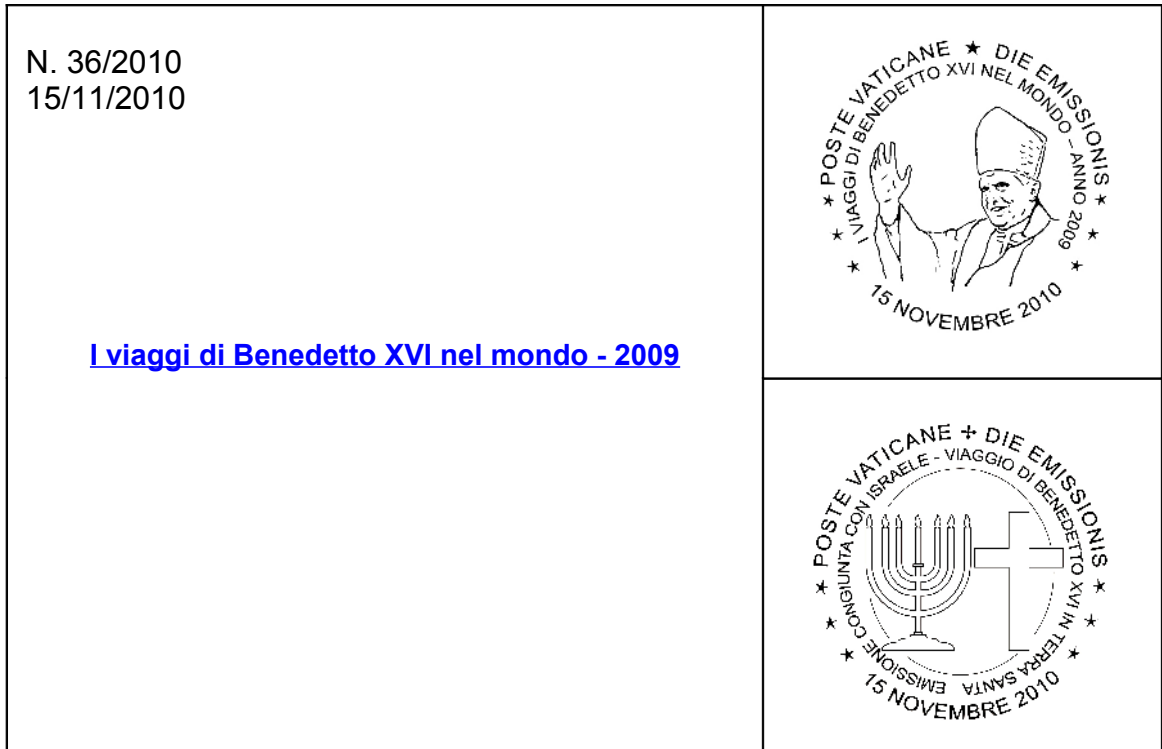 N. 36/2010
15/11/2010
I viaggi di Benedetto XVI nel mondo - 2009
POSTE VATICANE DIE EMISSIONIS
I VIAGGI DI BENEDETTO XVI NEL MONDO – ANNO 2009
15 NOVEMBRE 2010
POSTE VATICANE DIE EMISSIONIS
EMISSIONE CONGIUNTA CON ISRAELE - VIAGGIO DI BENEDETTO XVI IN TERRA SANTA
15 NOVEMBRE 2010